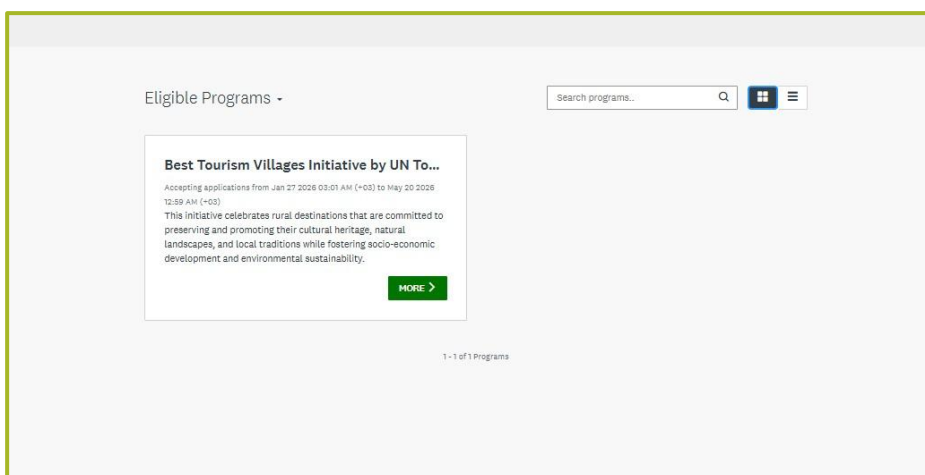 Eligible Programs
Search programs..
Best Tourism Villages Initiative by UN To...
Accepting applications from Jan 27 2026 03:01 AM (+03) to May 20 2026
12:59 AM (+03)
This initiative celebrates rural destinations that are committed to
preserving and promoting their cultural heritage, natural
landscapes, and local traditions while fostering socio-economic
development and environmental sustainability.
MORE
1 - 1 of 1 Programs